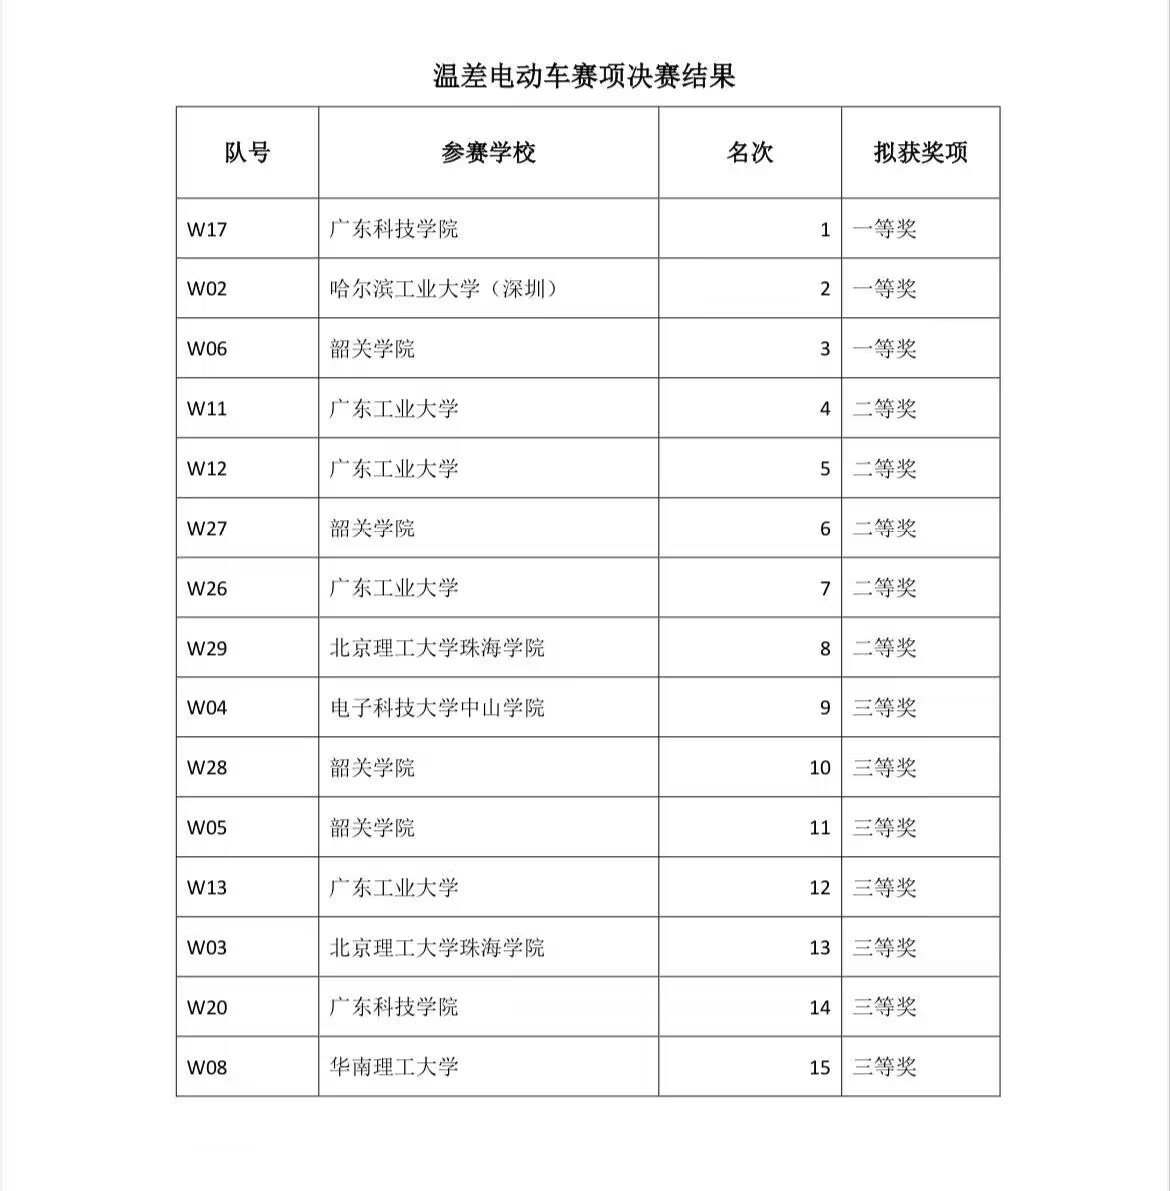 温差电动车赛项决赛结果
队号 参赛学校 名次 拟获奖项
W17 广东科技学院 1 一等奖
W02 哈尔滨工业大学（深圳） 2 一等奖
W06 韶关学院 3 一等奖
W11 广东工业大学 4 二等奖
W12 广东工业大学 5 二等奖
W27 韶关学院 6 二等奖
W26 广东工业大学 7 二等奖
W29 北京理工大学珠海学院 8 二等奖
W04 电子科技大学中山学院 9 三等奖
W28 韶关学院 10 三等奖
W05 韶关学院 11 三等奖
W13 广东工业大学 12 三等奖
W03 北京理工大学珠海学院 13 三等奖
W20 广东科技学院 14 三等奖
W08 华南理工大学 15 三等奖